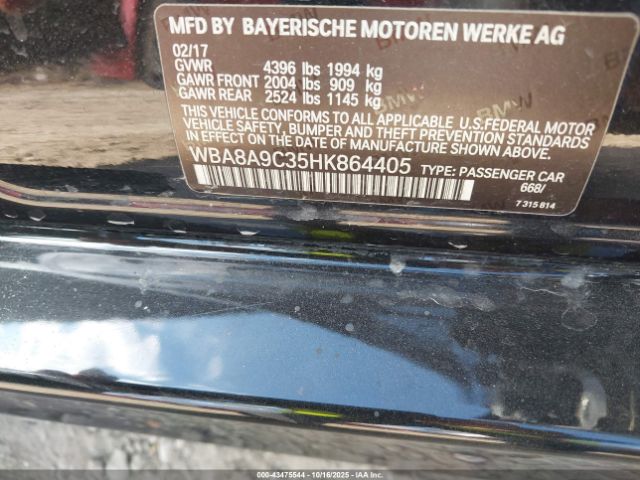 MFD BY BAYERISCHE MOTOREN WERKE AG
02/17
GVWR 4396 lbs 1994 kg
GAWR FRONT 2004 lbs 909 kg
GAWR REAR 2524 lbs 1145 kg
THIS VEHICLE CONFORMS TO ALL APPLICABLE U.S.FEDERAL MOTOR
VEHICLE SAFETY, BUMPER AND THEFT PREVENTION STANDARDS
IN EFFECT ON THE DATE OF MANUFACTURE SHOWN ABOVE.
WBA8A9C35HK864405 TYPE: PASSENGER CAR
668/
7 315 814
BMW
000-43475544 | 10/16/2025 | IAA Inc.